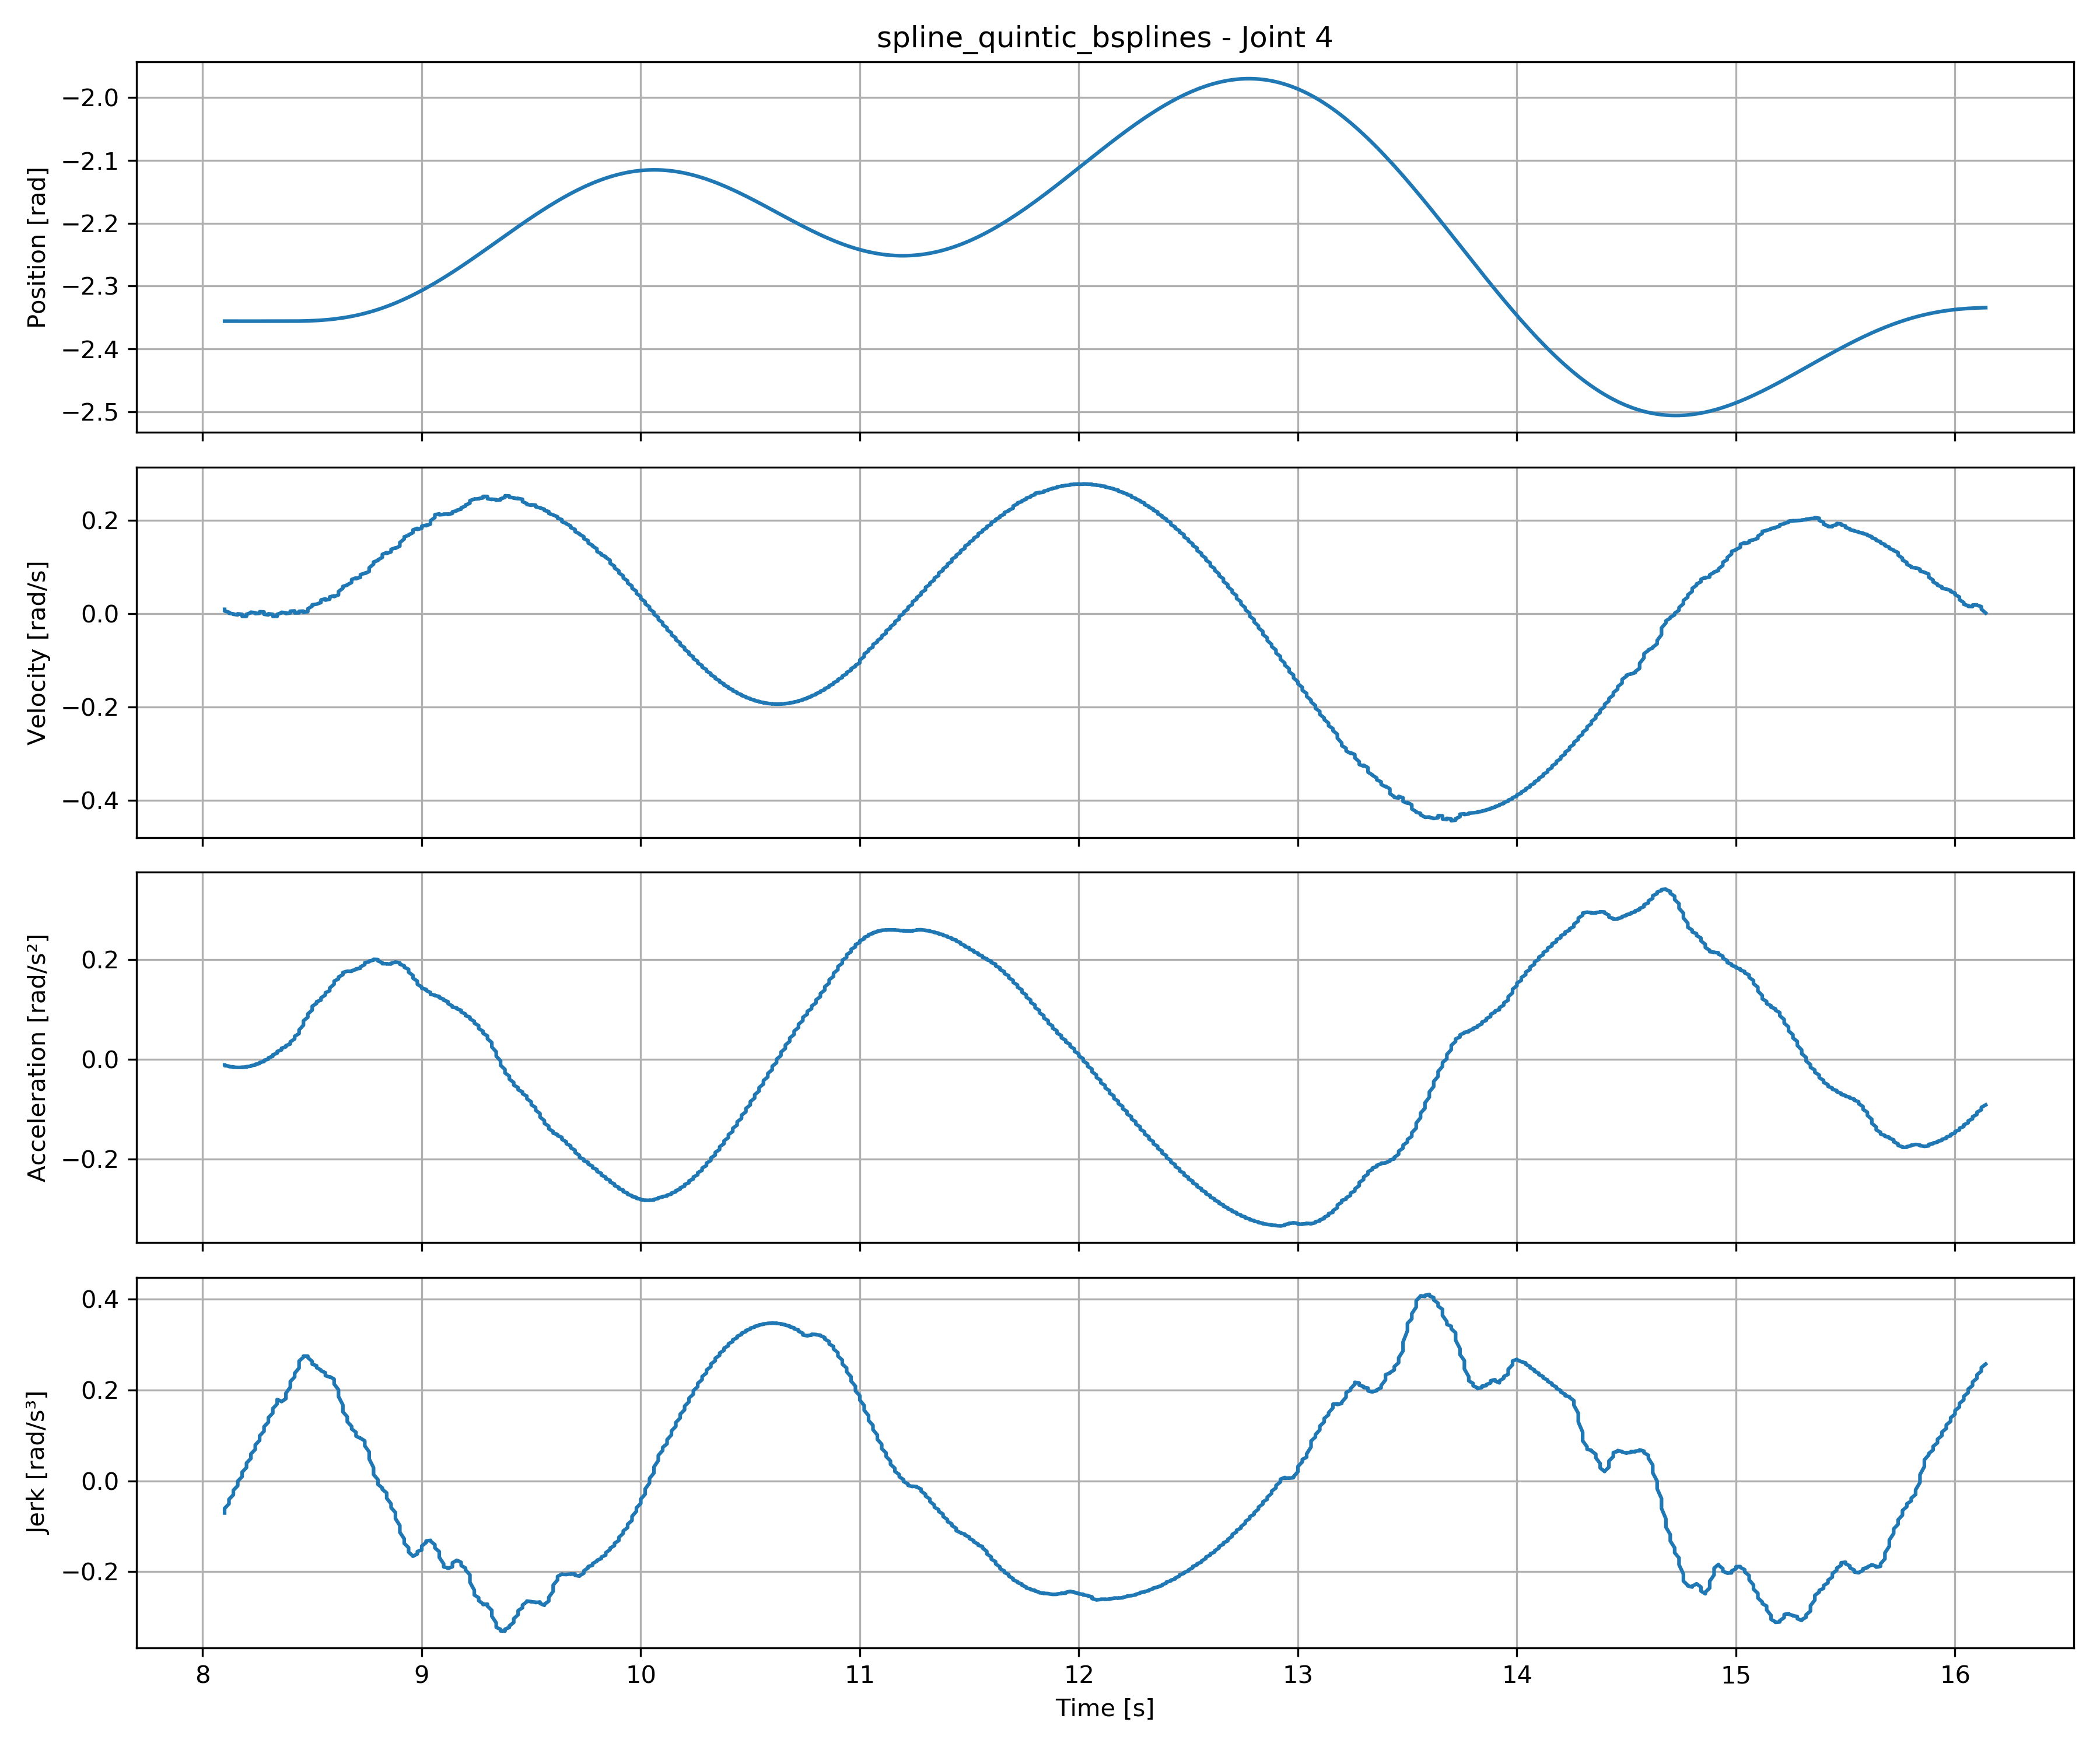 spline_quintic_bsplines - Joint 4
Position [rad]
−2.0
−2.1
−2.2
−2.3
−2.4
−2.5
Velocity [rad/s]
0.2
0.0
−0.2
−0.4
Acceleration [rad/s²]
0.2
0.0
−0.2
Jerk [rad/s³]
0.4
0.2
0.0
−0.2
8 9 10 11 12 13 14 15 16
Time [s]